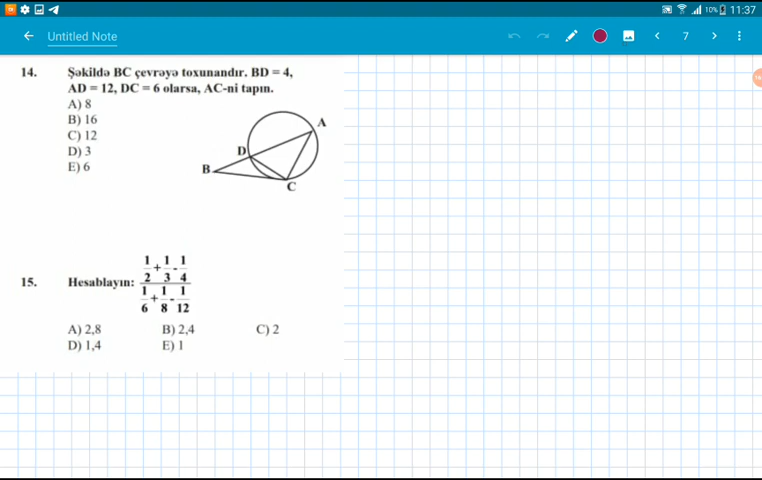 10% 11:37
Untitled Note
7
14. Şəkildə BC çevrəyə toxunandır. BD = 4,
AD = 12, DC = 6 olarsa, AC-ni tapın.
A) 8
B) 16
C) 12
D) 3
E) 6
A
D
B
C
15. Hesablayın:
1/2 + 1/3 - 1/4
1/6 + 1/8 - 1/12
A) 2,8 B) 2,4 C) 2
D) 1,4 E) 1